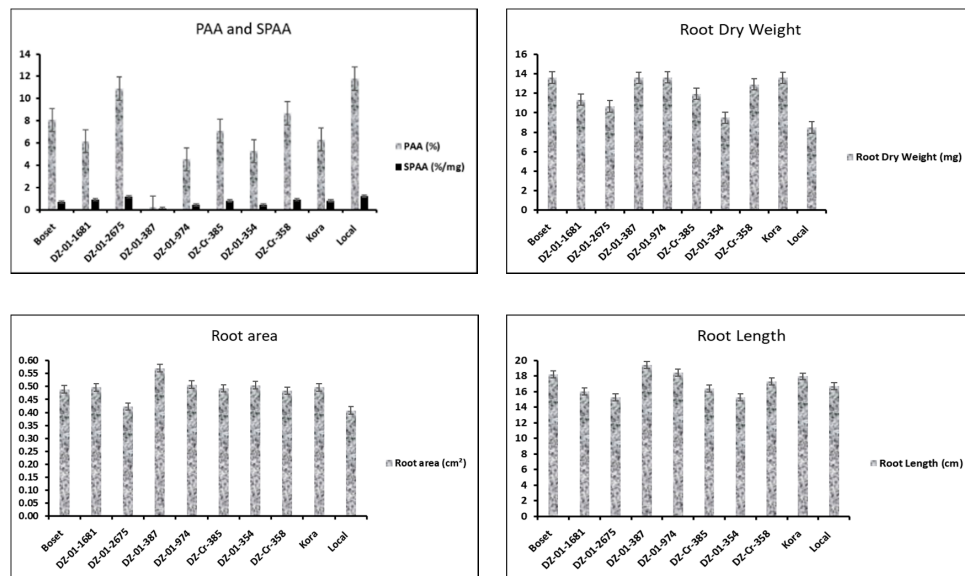 PAA and SPAA
14
12
10
8
6
4
2
0
Boset
DZ-01-1681
DZ-01-2675
DZ-01-387
DZ-01-974
DZ-Cr-385
DZ-01-354
DZ-Cr-358
Kora
Local
PAA (%)
SPAA (%/mg)
Root Dry Weight
16
14
12
10
8
6
4
2
0
Boset
DZ-01-1681
DZ-01-2675
DZ-01-387
DZ-01-974
DZ-Cr-385
DZ-01-354
DZ-Cr-358
Kora
Local
Root Dry Weight (mg)
Root area
0.60
0.55
0.50
0.45
0.40
0.35
0.30
0.25
0.20
0.15
0.10
0.05
0.00
Boset
DZ-01-1681
DZ-01-2675
DZ-01-387
DZ-01-974
DZ-Cr-385
DZ-01-354
DZ-Cr-358
Kora
Local
Root area (cm²)
Root Length
20
18
16
14
12
10
8
6
4
2
0
Boset
DZ-01-1681
DZ-01-2675
DZ-01-387
DZ-01-974
DZ-Cr-385
DZ-01-354
DZ-Cr-358
Kora
Local
Root Length (cm)